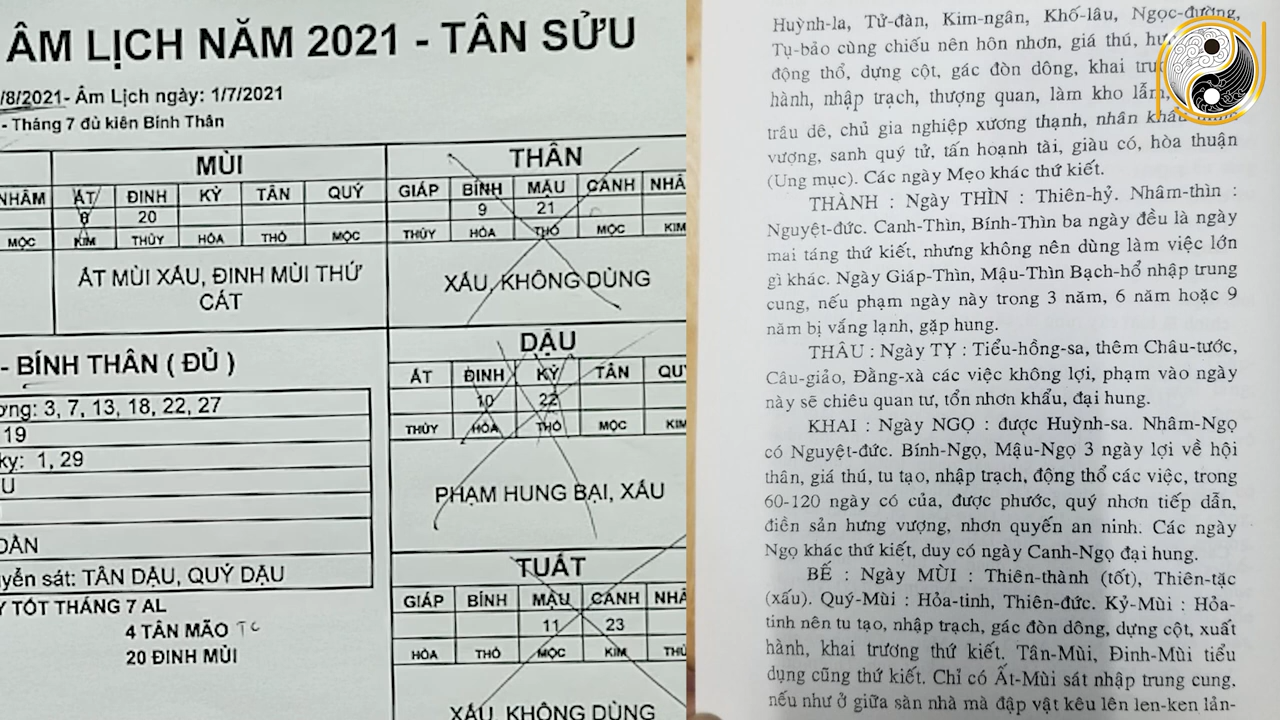 ÂM LỊCH NĂM 2021 - TÂN SỬU
/8/2021- Âm Lịch ngày: 1/7/2021
- Tháng 7 đủ kiên Bính Thân
MÙI
NHÂM ẤT ĐINH KỶ TÂN QUÝ
8 20
MỘC KIM THỦY HỎA THỔ MỘC
ẤT MÙI XẤU, ĐINH MÙI THỨ
CÁT
THÂN
GIÁP BÍNH MẬU CANH NHÂ
9 21
THỦY HỎA THỔ MỘC KIM
XẤU, KHÔNG DÙNG
- BÍNH THÂN ( ĐỦ )
ơng: 3, 7, 13, 18, 22, 27
19
kỵ: 1, 29
U
DẦN
yễn sát: TÂN DẬU, QUÝ DẬU
Y TỐT THÁNG 7 AL
4 TÂN MÃO TC
20 ĐINH MÙI
DẬU
ẤT ĐINH KỶ TÂN QUÝ
10 22
THỦY HỎA THỔ MỘC KIM
PHẠM HUNG BẠI, XẤU
TUẤT
GIÁP BÍNH MẬU CANH NHÂ
11 23
HỎA THỔ MỘC KIM THỦ
XẤU, KHÔNG DÙNG
Huỳnh-la, Tử-đàn, Kim-ngân, Khố-lâu, Ngọc-đường,
Tụ-bảo cùng chiếu nên hôn nhơn, giá thú,
động thổ, dựng cột, gác đòn dông, khai
hành, nhập trạch, thượng quan, làm kho lẫm,
trâu dê, chủ gia nghiệp xương thạnh, nhân khẩu
vượng, sanh quý tử, tấn hoạnh tài, giàu có, hòa thuận
(Ung mục). Các ngày Mẹo khác thứ kiết.
THÀNH : Ngày THÌN : Thiên-hỷ. Nhâm-thìn :
Nguyệt-đức. Canh-Thìn, Bính-Thìn ba ngày đều là ngày
mai táng thứ kiết, nhưng không nên dùng làm việc lớn
gì khác. Ngày Giáp-Thìn, Mậu-Thìn Bạch-hổ nhập trung
cung, nếu phạm ngày này trong 3 năm, 6 năm hoặc 9
năm bị vắng lạnh, gặp hung.
THÂU : Ngày TỴ : Tiểu-hồng-sa, thêm Châu-tước,
Câu-giảo, Đằng-xà các việc không lợi, phạm vào ngày
này sẽ chiêu quan tư, tổn nhơn khẩu, đại hung.
KHAI : Ngày NGỌ : được Huỳnh-sa. Nhâm-Ngọ
có Nguyệt-đức. Bính-Ngọ, Mậu-Ngọ 3 ngày lợi về hội
thân, giá thú, tu tạo, nhập trạch, động thổ các việc, trong
60-120 ngày có của, được phước, quý nhơn tiếp dẫn,
điền sản hưng vượng, nhơn quyến an ninh. Các ngày
Ngọ khác thứ kiết, duy có ngày Canh-Ngọ đại hung.
BẾ : Ngày MÙI : Thiên-thành (tốt), Thiên-tặc
(xấu). Quý-Mùi : Hỏa-tinh, Thiên-đức. Kỷ-Mùi : Hỏa-
tinh nên tu tạo, nhập trạch, gác đòn dông, dựng cột, xuất
hành, khai trương thứ kiết. Tân-Mùi, Đinh-Mùi tiểu
dụng cũng thứ kiết. Chỉ có Ất-Mùi sát nhập trung cung,
nếu như ở giữa sàn nhà mà đập vật kêu lên len-ken lản-